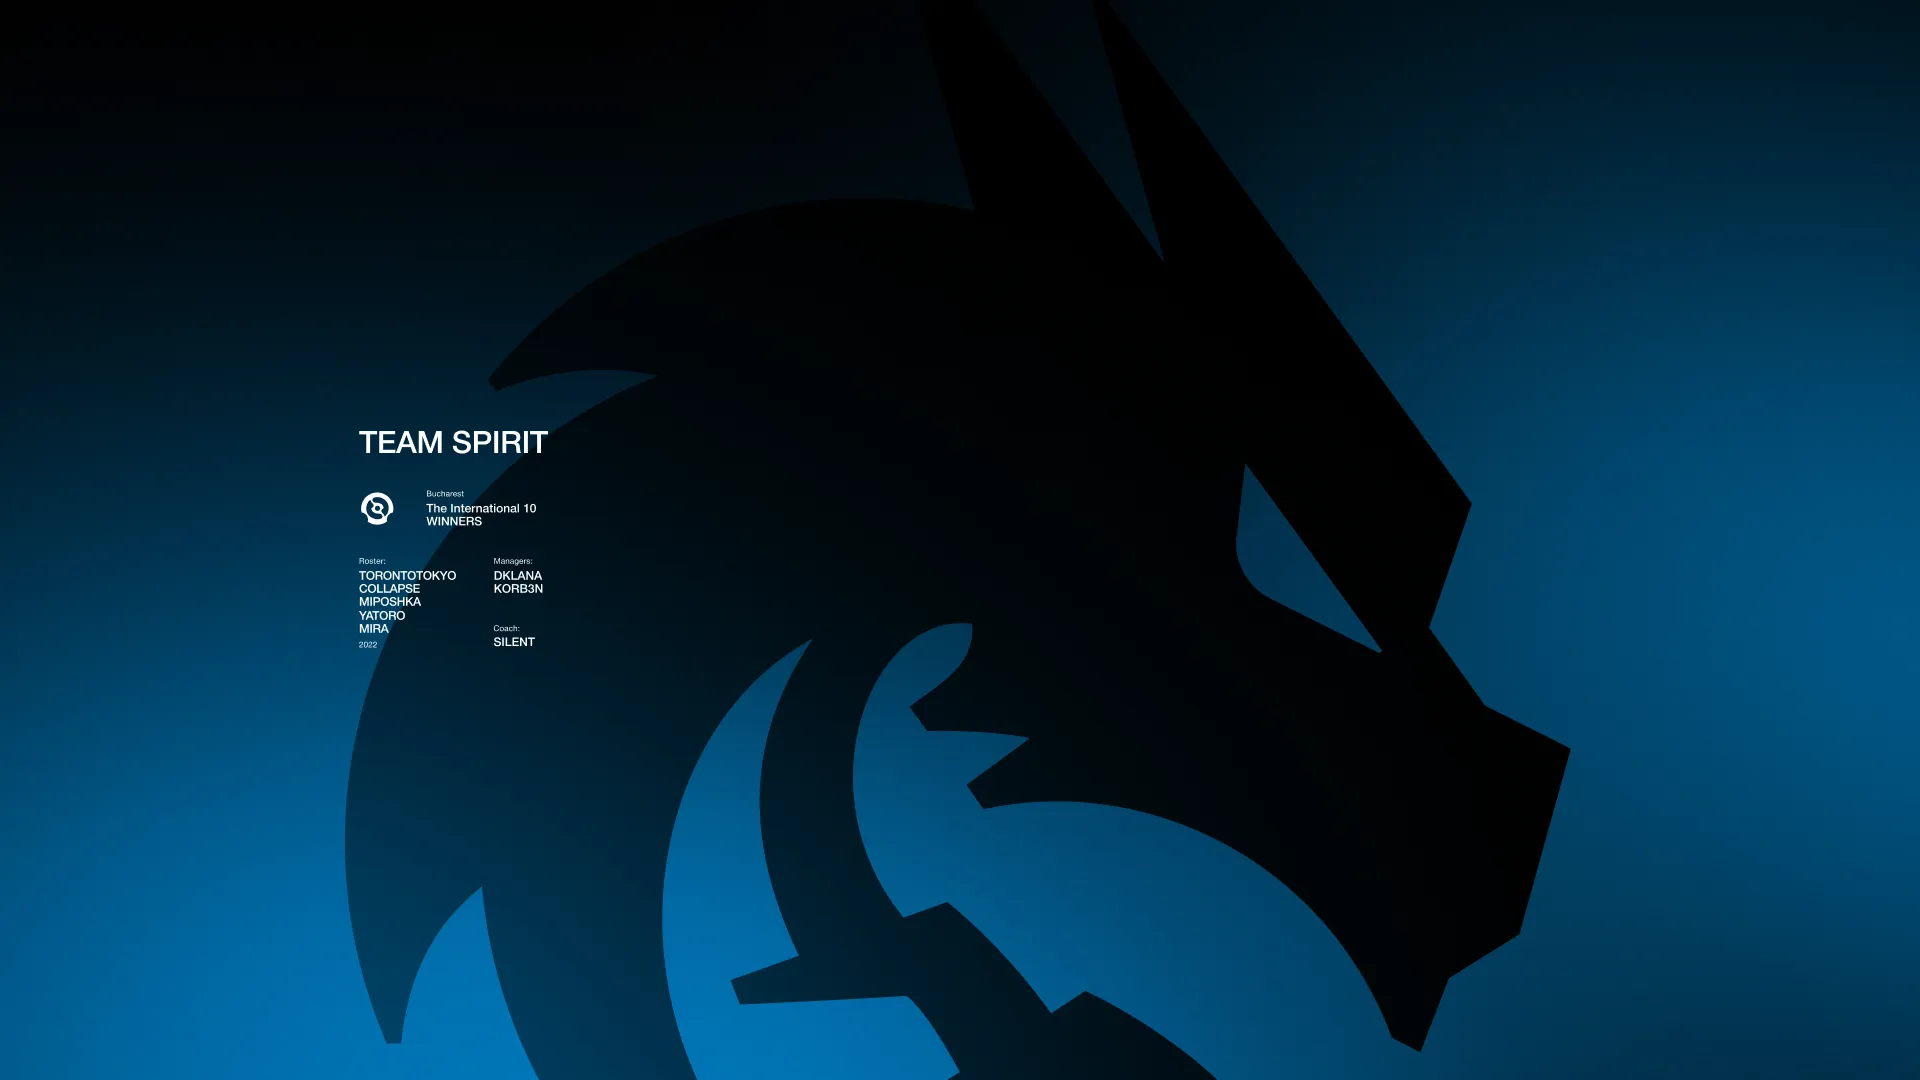 TEAM SPIRIT
Bucharest
The International 10
WINNERS
Roster:
TORONTOTOKYO
COLLAPSE
MIPOSHKA
YATORO
MIRA
2022
Managers:
DKLANA
KORB3N
Coach:
SILENT